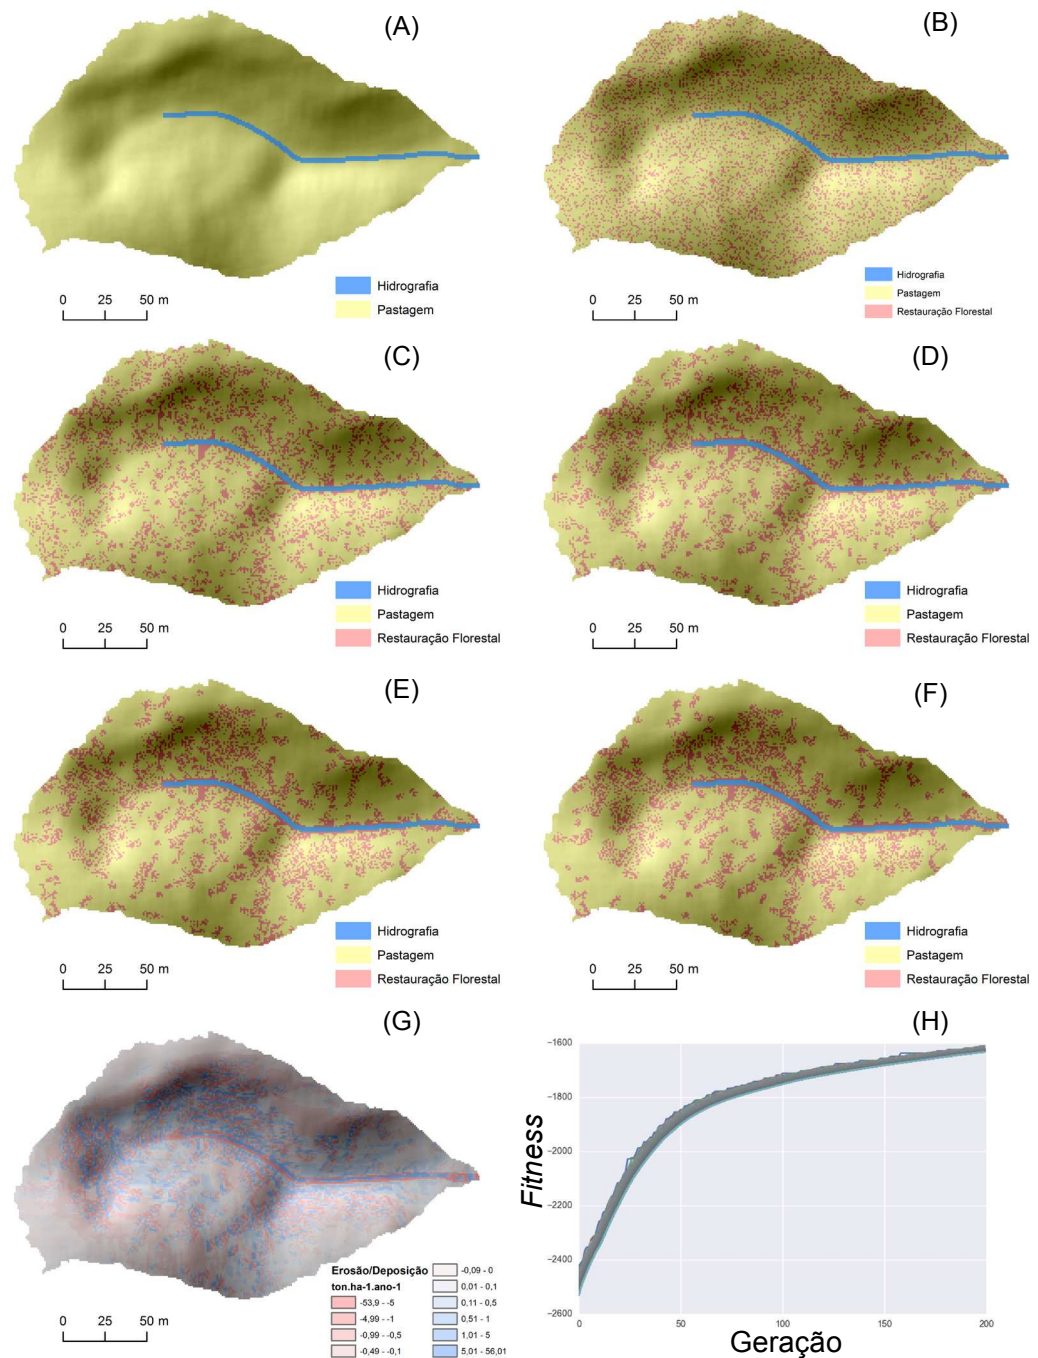 (A)
0 25 50 m
Hidrografia
Pastagem
(B)
0 25 50 m
Hidrografia
Pastagem
Restauração Florestal
(C)
0 25 50 m
Hidrografia
Pastagem
Restauração Florestal
(D)
0 25 50 m
Hidrografia
Pastagem
Restauração Florestal
(E)
0 25 50 m
Hidrografia
Pastagem
Restauração Florestal
(F)
0 25 50 m
Hidrografia
Pastagem
Restauração Florestal
(G)
0 25 50 m
Erosão/Deposição
ton.ha-1.ano-1
-53,9 - -5
-4,99 - -1
-0,99 - -0,5
-0,49 - -0,1
-0,09 - 0
0,01 - 0,1
0,11 - 0,5
0,51 - 1
1,01 - 5
5,01 - 56,01
(H)
−1600
−1800
−2000
−2200
−2400
−2600
Fitness
0 50 100 150 200
Geração